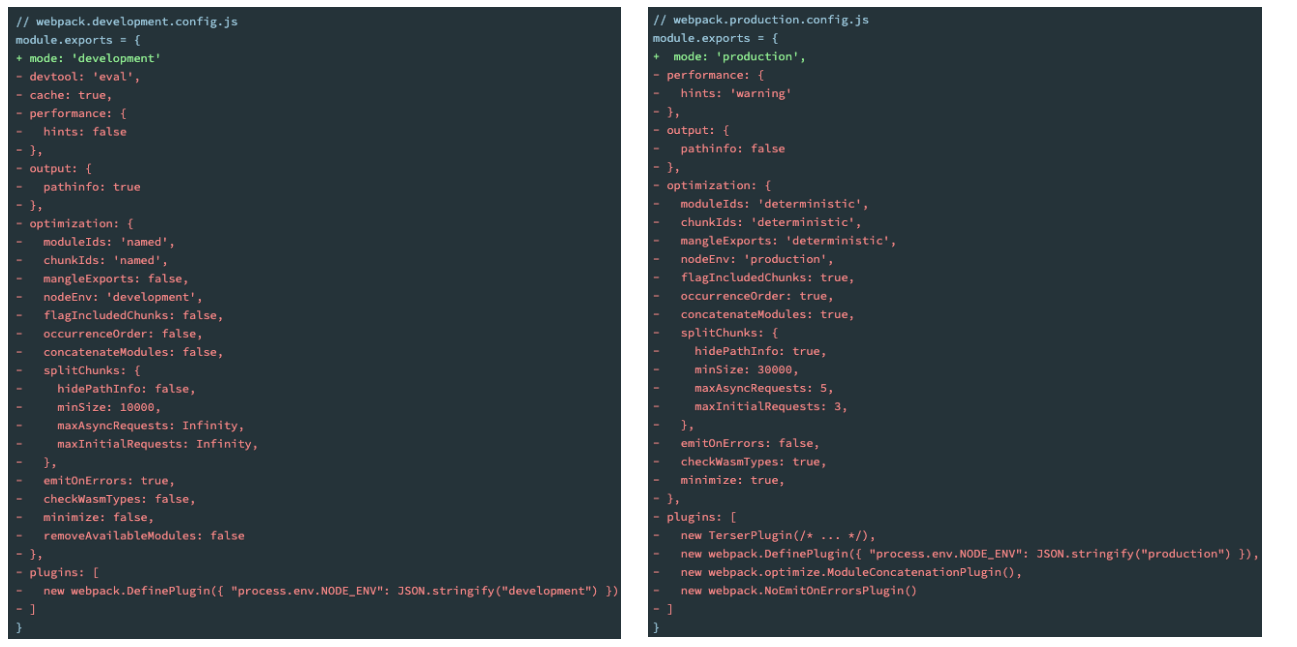 // webpack.development.config.js
module.exports = {
+ mode: 'development'
- devtool: 'eval',
- cache: true,
- performance: {
-   hints: false
- },
- output: {
-   pathinfo: true
- },
- optimization: {
-   moduleIds: 'named',
-   chunkIds: 'named',
-   mangleExports: false,
-   nodeEnv: 'development',
-   flagIncludedChunks: false,
-   occurrenceOrder: false,
-   concatenateModules: false,
-   splitChunks: {
-     hidePathInfo: false,
-     minSize: 10000,
-     maxAsyncRequests: Infinity,
-     maxInitialRequests: Infinity,
-   },
-   emitOnErrors: true,
-   checkWasmTypes: false,
-   minimize: false,
-   removeAvailableModules: false
- },
- plugins: [
-   new webpack.DefinePlugin({ "process.env.NODE_ENV": JSON.stringify("development") })
- ]
}
// webpack.production.config.js
module.exports = {
+  mode: 'production',
- performance: {
-   hints: 'warning'
- },
- output: {
-   pathinfo: false
- },
- optimization: {
-   moduleIds: 'deterministic',
-   chunkIds: 'deterministic',
-   mangleExports: 'deterministic',
-   nodeEnv: 'production',
-   flagIncludedChunks: true,
-   occurrenceOrder: true,
-   concatenateModules: true,
-   splitChunks: {
-     hidePathInfo: true,
-     minSize: 30000,
-     maxAsyncRequests: 5,
-     maxInitialRequests: 3,
-   },
-   emitOnErrors: false,
-   checkWasmTypes: true,
-   minimize: true,
- },
- plugins: [
-   new TerserPlugin(/* ... */),
-   new webpack.DefinePlugin({ "process.env.NODE_ENV": JSON.stringify("production") }),
-   new webpack.optimize.ModuleConcatenationPlugin(),
-   new webpack.NoEmitOnErrorsPlugin()
- ]
}